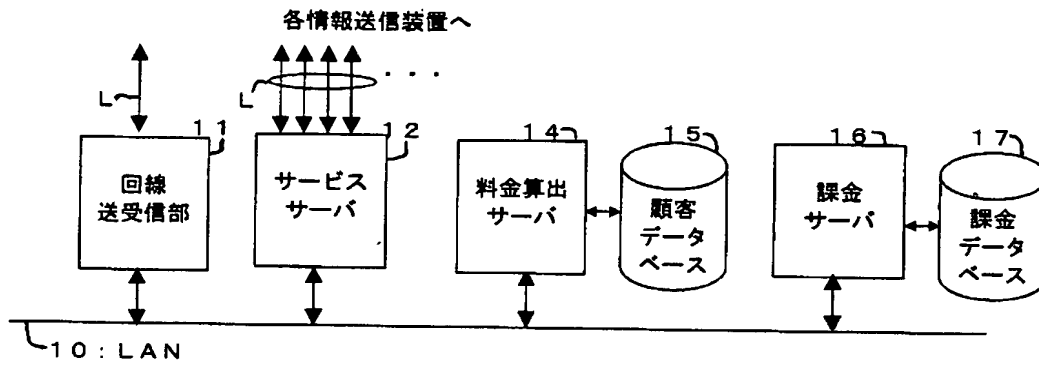 各情報送信装置へ
L
L
・・・
11
12
14
15
16
17
回線
送受信部
サービス
サーバ
料金算出
サーバ
顧客
データ
ベース
課金
サーバ
課金
データ
ベース
10：LAN